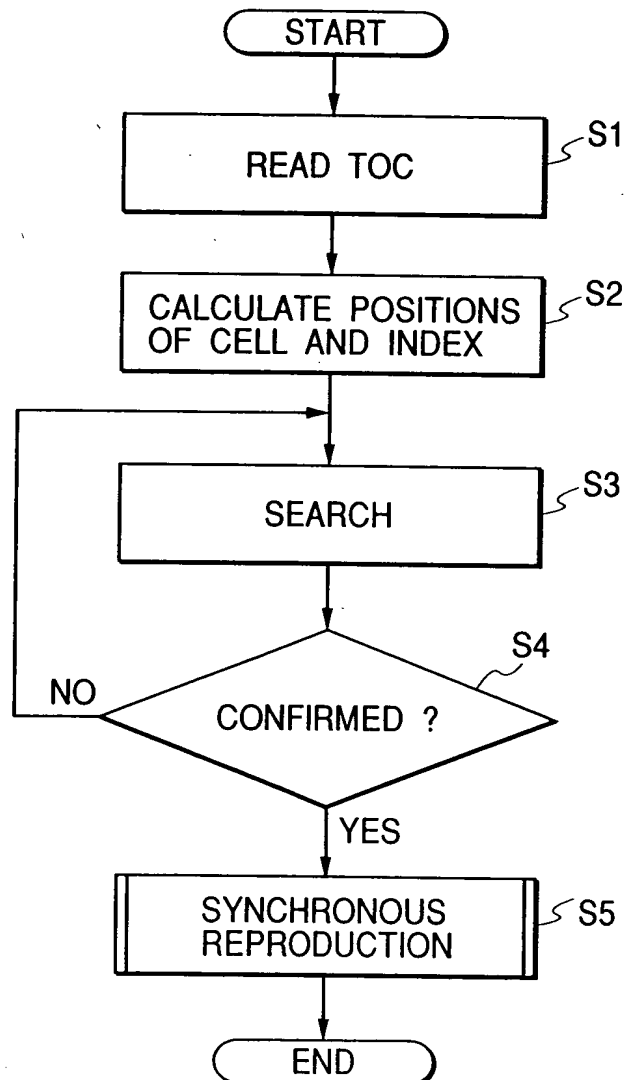 START
READ TOC
S1
CALCULATE POSITIONS
OF CELL AND INDEX
S2
SEARCH
S3
CONFIRMED ?
S4
NO
YES
SYNCHRONOUS
REPRODUCTION
S5
END